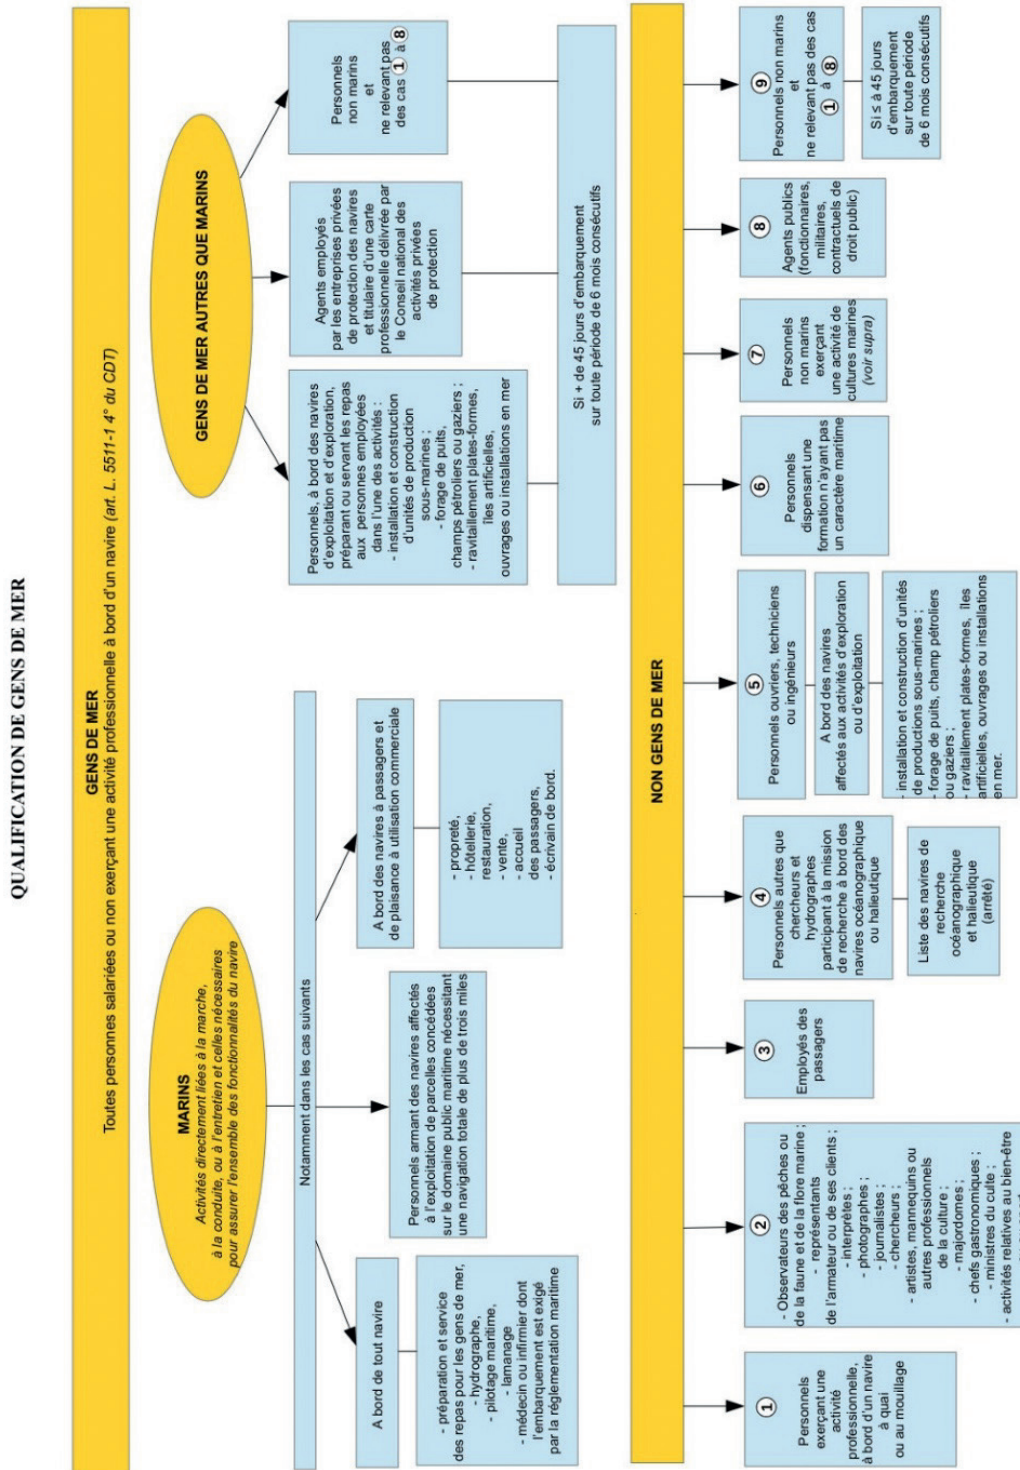 QUALIFICATION DE GENS DE MER
GENS DE MER
Toutes personnes salariées ou non exerçant une activité professionnelle à bord d'un navire (art. L. 5511-1 4° du CDT)
MARINS
Activités directement liées à la marche,
à la conduite, ou à l'entretien et celles nécessaires
pour assurer l'ensemble des fonctionnalités du navire
Notamment dans les cas suivants
A bord de tout navire
- préparation et service
des repas pour les gens de mer,
- hydrographe,
- pilotage maritime,
- lamanage
- médecin ou infirmier dont
l'embarquement est exigé
par la réglementation maritime
Personnels armant des navires affectés
à l'exploitation de parcelles concédées
sur le domaine public maritime nécessitant
une navigation totale de plus de trois miles
A bord des navires à passagers et
de plaisance à utilisation commerciale
- propreté,
- hôtellerie,
restauration,
- vente,
- accueil
des passagers,
- écrivain de bord.
GENS DE MER AUTRES QUE MARINS
Personnels, à bord des navires
d'exploitation et d'exploration,
préparant ou servant les repas
aux personnes employées
dans l'une des activités :
- installation et construction
d'unités de production
sous-marines ;
- forage de puits,
champs pétroliers ou gaziers ;
- ravitaillement plates-formes,
îles artificielles,
ouvrages ou installations en mer
Agents employés
par les entreprises privées
de protection des navires
et titulaire d'une carte
professionnelle délivrée par
le Conseil national des
activités privées
de protection
Personnels
non marins
et
ne relevant pas
des cas 1 à 8
Si + de 45 jours d'embarquement
sur toute période de 6 mois consécutifs
NON GENS DE MER
1
Personnels
exerçant une
activité
professionnelle,
à bord d'un navire
à quai
ou au mouillage
2
- Observateurs des pêches ou
de la faune et de la flore marine ;
- représentants
de l'armateur ou de ses clients ;
- interprètes ;
- photographes ;
- journalistes ;
- chercheurs ;
- artistes, mannequins ou
autres professionnels
de la culture ;
- majordomes ;
- chefs gastronomiques ;
- ministres du culte ;
- activités relatives au bien-être
3
Employés des
passagers
4
Personnels autres que
chercheurs et
hydrographes
participant à la mission
de recherche à bord des
navires océanographique
ou halieutique
Liste des navires de
recherche
océanographique
et halieutique
(arrêté)
5
Personnels ouvriers, techniciens
ou ingénieurs
A bord des navires
affectés aux activités d'exploration
ou d'exploitation
- installation et construction d'unités
de productions sous-marines ;
- forage de puits, champ pétroliers
ou gaziers ;
- ravitaillement plates-formes, îles
artificielles, ouvrages ou installations
en mer.
6
Personnels
dispensant une
formation n'ayant pas
un caractère maritime
7
Personnels
non marins
exerçant
une activité de
cultures marines
(voir supra)
8
Agents publics
(fonctionnaires,
militaires,
contractuels de
droit public)
9
Personnels non marins
et
ne relevant pas des cas
1 à 8
Si ≤ à 45 jours
d'embarquement
sur toute période
de 6 mois consécutifs